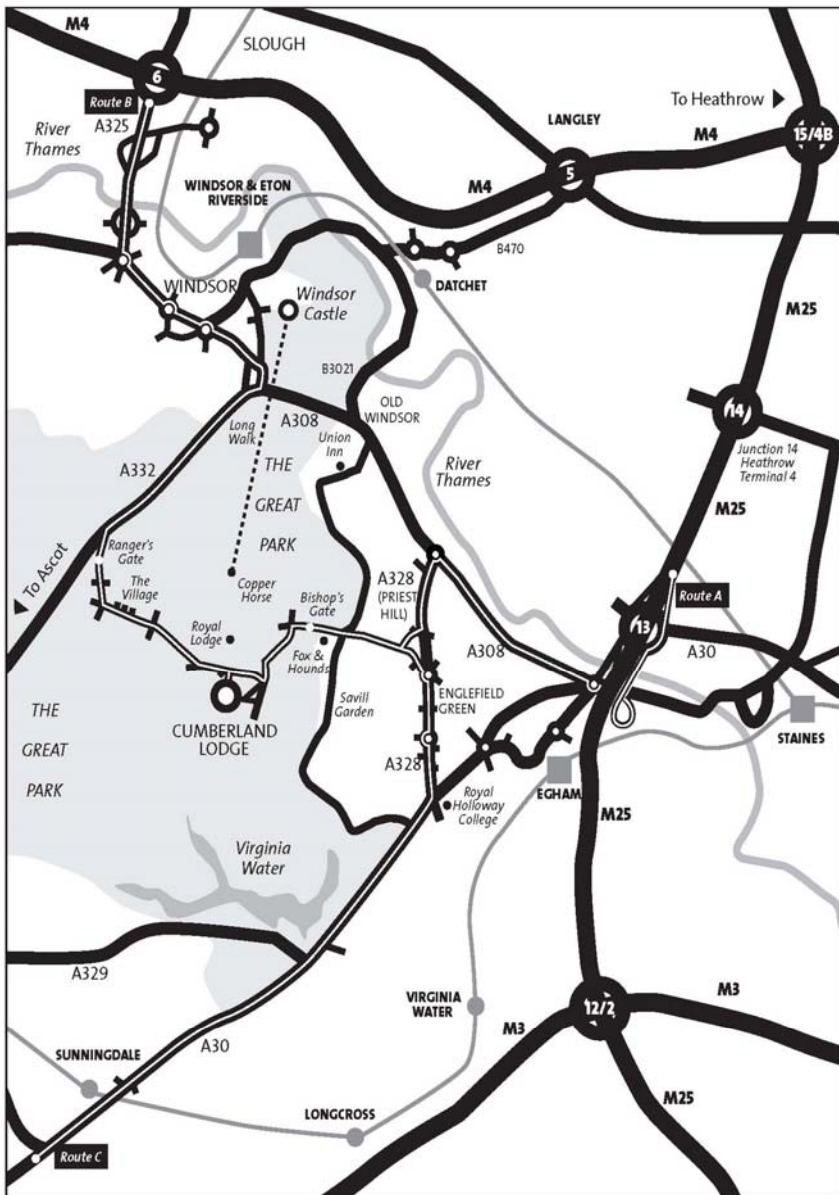 M4
SLOUGH
6
Route B
A325
River
Thames
To Heathrow
LANGLEY
M4
15/4B
WINDSOR & ETON
RIVERSIDE
M4
5
B470
DATCHET
WINDSOR
Windsor
Castle
M25
B3021
OLD
WINDSOR
14
A308
Long
Walk
Union
Inn
Junction 14
Heathrow
Terminal 4
A332
THE
GREAT
PARK
River
Thames
M25
To Ascot
Ranger's
Gate
The
Village
Copper
Horse
Bishop's
Gate
A328
(PRIEST
HILL)
Route A
Royal
Lodge
Fox &
Hounds
A308
13
A30
THE
GREAT
PARK
CUMBERLAND
LODGE
Savill
Garden
ENGLEFIELD
GREEN
STAINES
A328
EGHAM
Royal
Holloway
College
M25
Virginia
Water
A329
VIRGINIA
WATER
12/2
M3
M3
A30
SUNNINGDALE
M25
LONGCROSS
Route C